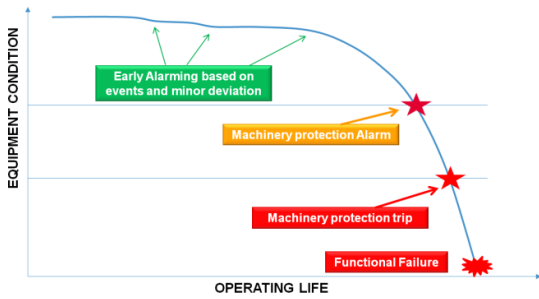 Early Alarming based on
events and minor deviation
Machinery protection Alarm
Machinery protection trip
Functional Failure
EQUIPMENT CONDITION
OPERATING LIFE